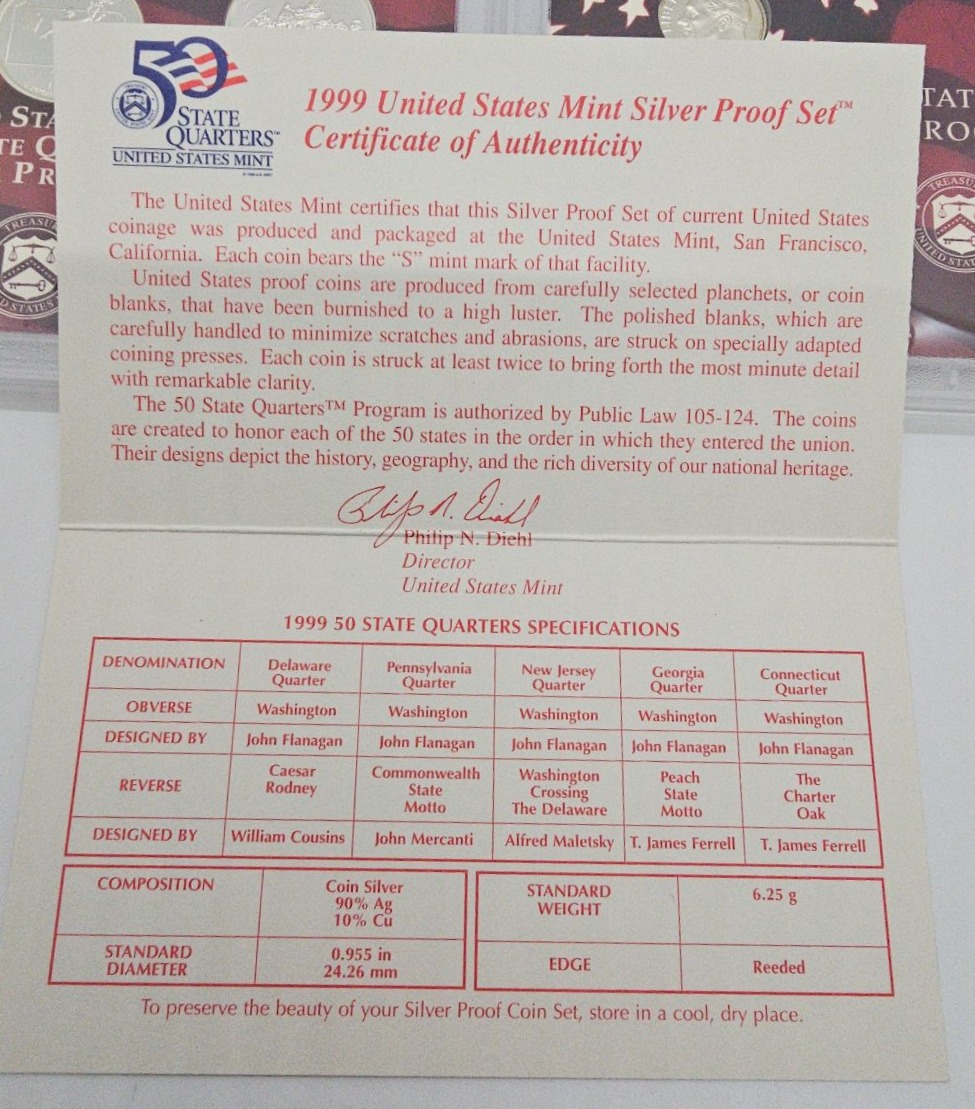 50
STATE
QUARTERS™
UNITED STATES MINT
1999 United States Mint Silver Proof Set™
Certificate of Authenticity
The United States Mint certifies that this Silver Proof Set of current United States
coinage was produced and packaged at the United States Mint, San Francisco,
California. Each coin bears the “S” mint mark of that facility.
United States proof coins are produced from carefully selected planchets, or coin
blanks, that have been burnished to a high luster. The polished blanks, which are
carefully handled to minimize scratches and abrasions, are struck on specially adapted
coining presses. Each coin is struck at least twice to bring forth the most minute detail
with remarkable clarity.
The 50 State Quarters™ Program is authorized by Public Law 105-124. The coins
are created to honor each of the 50 states in the order in which they entered the union.
Their designs depict the history, geography, and the rich diversity of our national heritage.
Philip N. Diehl
Philip N. Diehl
Director
United States Mint
1999 50 STATE QUARTERS SPECIFICATIONS
DENOMINATION Delaware Quarter Pennsylvania Quarter New Jersey Quarter Georgia Quarter Connecticut Quarter
OBVERSE Washington Washington Washington Washington Washington
DESIGNED BY John Flanagan John Flanagan John Flanagan John Flanagan John Flanagan
REVERSE Caesar Rodney Commonwealth State Motto Washington Crossing The Delaware Peach State Motto The Charter Oak
DESIGNED BY William Cousins John Mercanti Alfred Maletsky T. James Ferrell T. James Ferrell
COMPOSITION Coin Silver 90% Ag 10% Cu
STANDARD DIAMETER 0.955 in 24.26 mm
STANDARD WEIGHT 6.25 g
EDGE Reeded
To preserve the beauty of your Silver Proof Coin Set, store in a cool, dry place.
STA
TE Q
PR
TREASU
D STATES
TAT
RO
TREASU
UNITED STAT